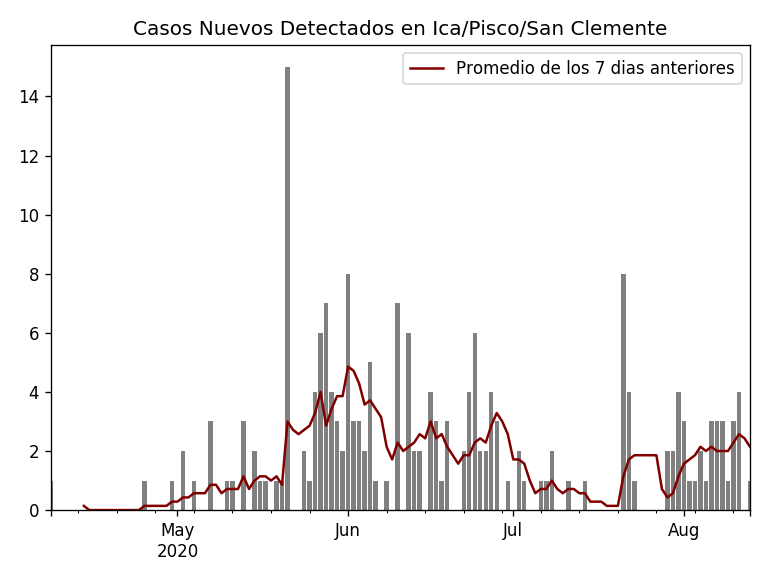 Casos Nuevos Detectados en Ica/Pisco/San Clemente
Promedio de los 7 dias anteriores
14
12
10
8
6
4
2
0
May
2020
Jun
Jul
Aug